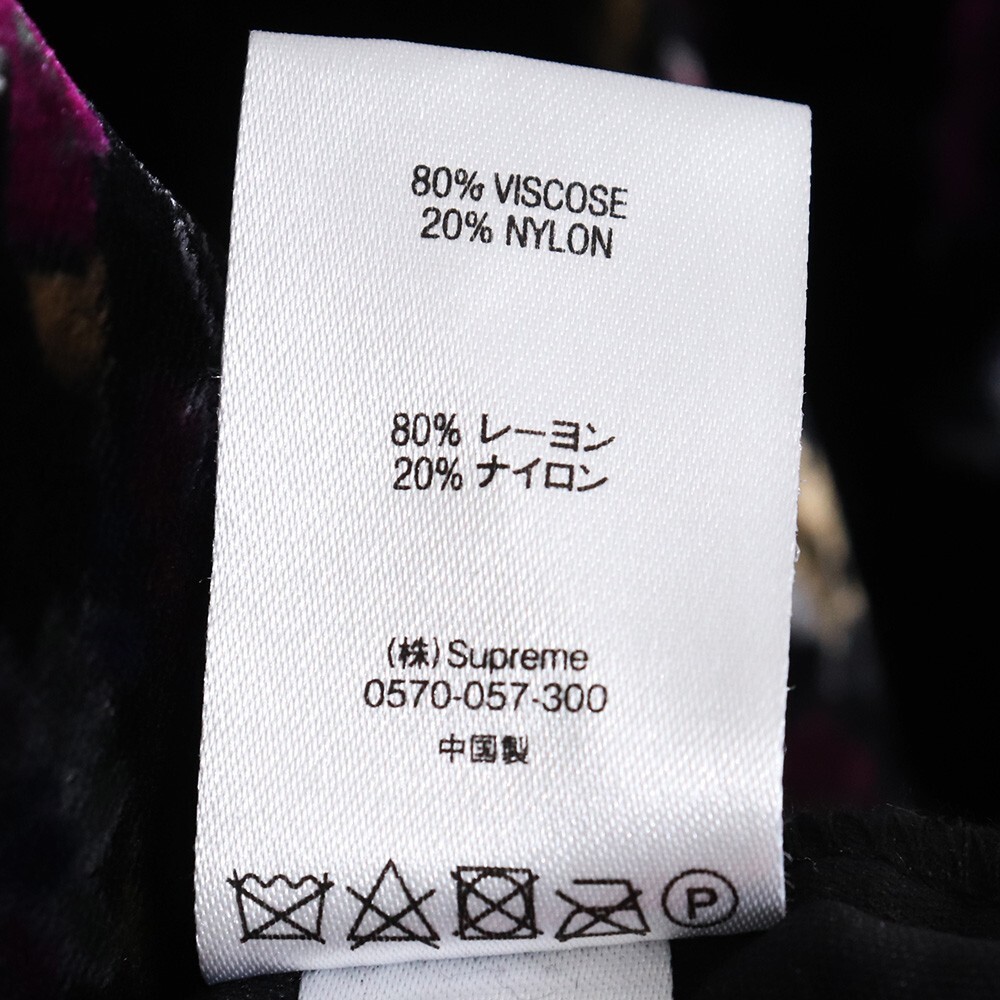 80% VISCOSE
20% NYLON
80% レーヨン
20% ナイロン
(株)Supreme
0570-057-300
中国製
P